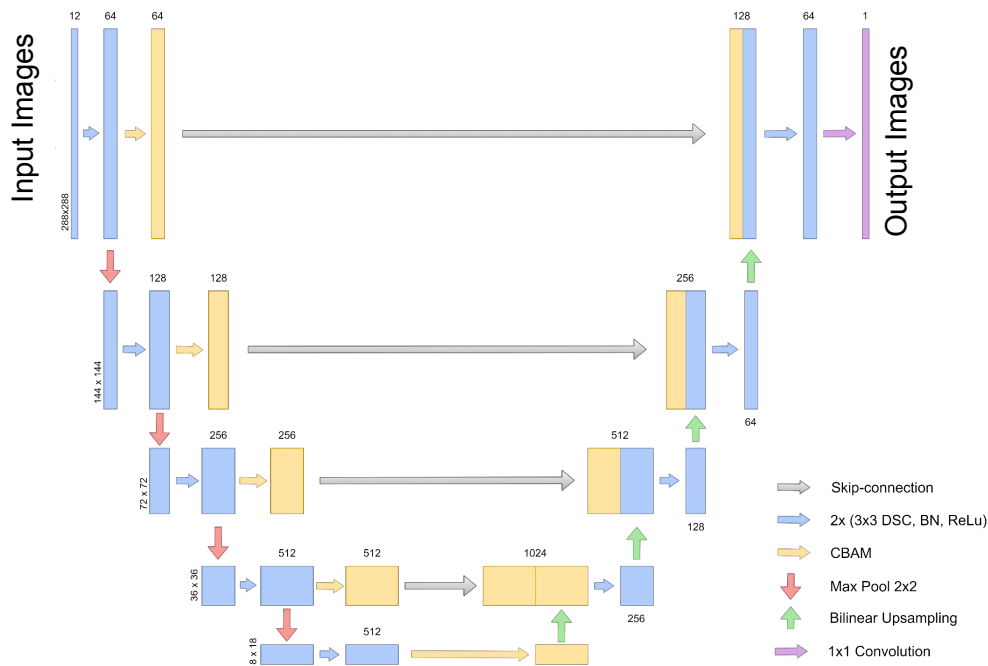 12 64 64 128 64 1
Input Images
288x288
Output Images
128 128 256
144 x 144
64
256 256 512
72 x 72
128
Skip-connection
2x (3x3 DSC, BN, ReLu)
512 512 1024
CBAM
36 x 36
Max Pool 2x2
256
Bilinear Upsampling
512
8 x 18
1x1 Convolution